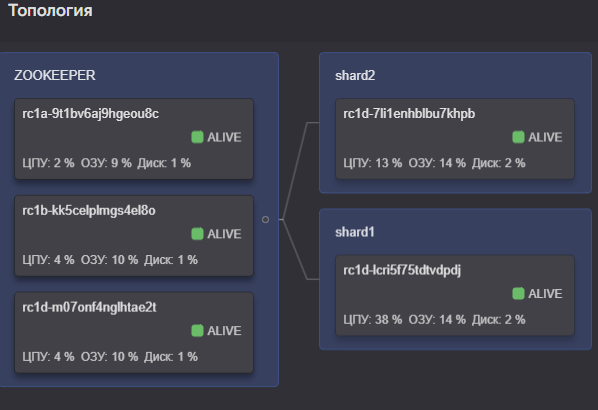 Топология
ZOOKEEPER
rc1a-9t1bv6aj9hgeou8c
ALIVE
ЦПУ: 2 % ОЗУ: 9 % Диск: 1 %
rc1b-kk5celplmgs4el8o
ALIVE
ЦПУ: 4 % ОЗУ: 10 % Диск: 1 %
rc1d-m07onf4nglhtae2t
ALIVE
ЦПУ: 4 % ОЗУ: 10 % Диск: 1 %
shard2
rc1d-7li1enhblbu7khpb
ALIVE
ЦПУ: 13 % ОЗУ: 14 % Диск: 2 %
shard1
rc1d-lcri5f75tdtvdpdj
ALIVE
ЦПУ: 38 % ОЗУ: 14 % Диск: 2 %